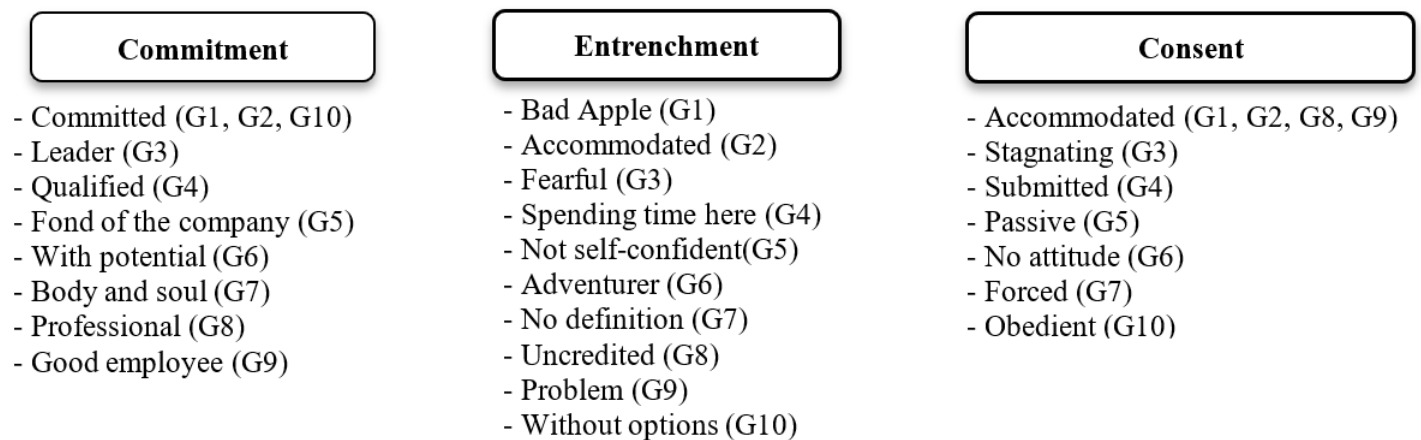 Commitment
- Committed (G1, G2, G10)
- Leader (G3)
- Qualified (G4)
- Fond of the company (G5)
- With potential (G6)
- Body and soul (G7)
- Professional (G8)
- Good employee (G9)
Entrenchment
- Bad Apple (G1)
- Accommodated (G2)
- Fearful (G3)
- Spending time here (G4)
- Not self-confident(G5)
- Adventurer (G6)
- No definition (G7)
- Uncredited (G8)
- Problem (G9)
- Without options (G10)
Consent
- Accommodated (G1, G2, G8, G9)
- Stagnating (G3)
- Submitted (G4)
- Passive (G5)
- No attitude (G6)
- Forced (G7)
- Obedient (G10)